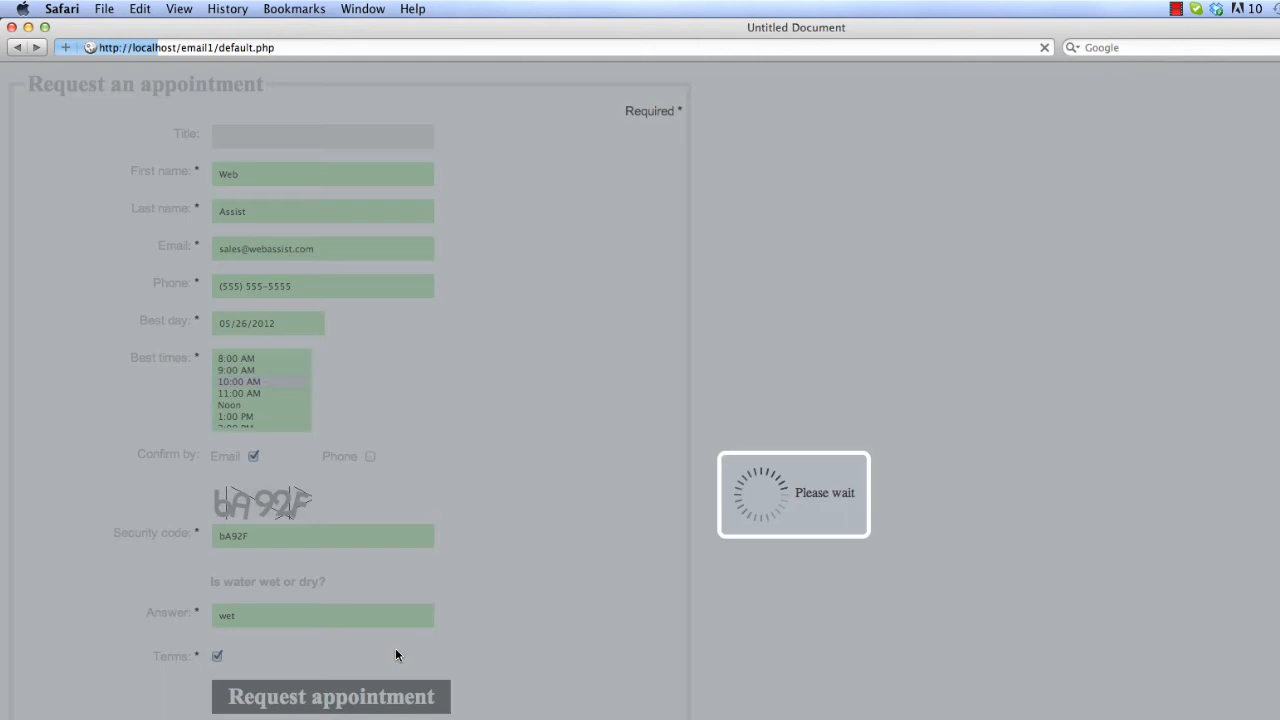 Safari File Edit View History Bookmarks Window Help 10
Untitled Document
http://localhost/email1/default.php Google
Request an appointment
Required *
Title:
First name: * Web
Last name: * Assist
Email: * sales@webassist.com
Phone: * (555) 555-5555
Best day: * 05/26/2012
Best times: * 8:00 AM
9:00 AM
10:00 AM
11:00 AM
Noon
1:00 PM
Confirm by: Email Phone
bA92F
Security code: * bA92F
Please wait
Is water wet or dry?
Answer: * wet
Terms: *
Request appointment